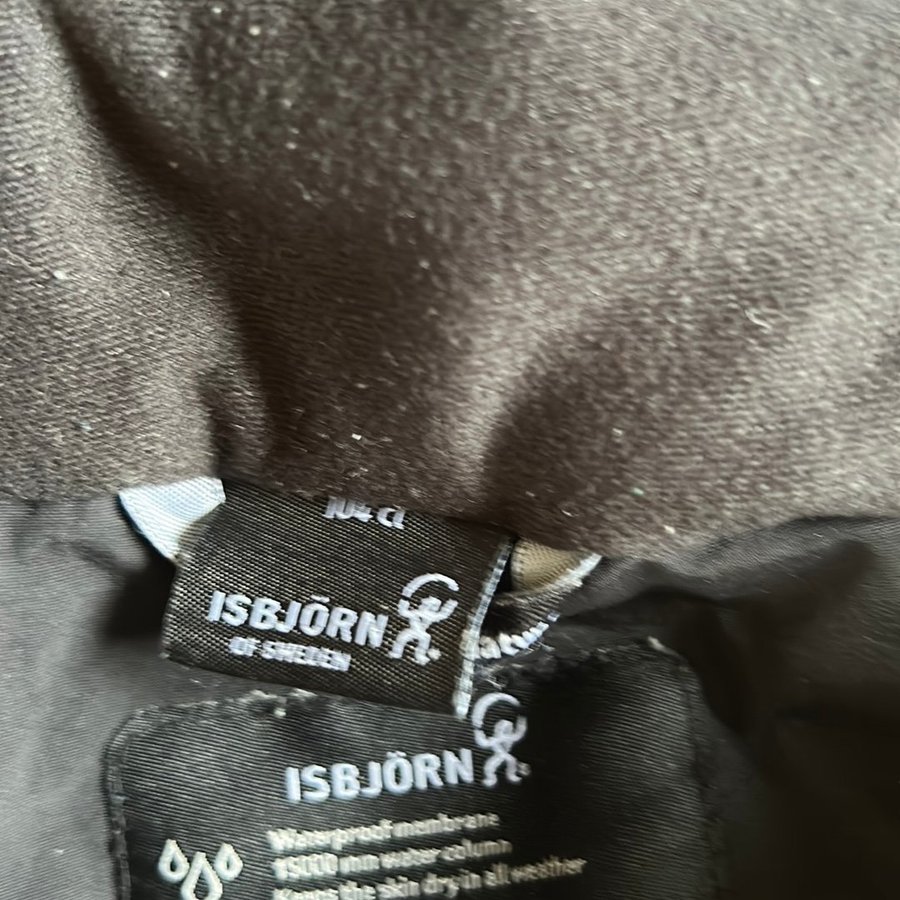 104 cl
ISBJÖRN
OF SWEDEN
ISBJÖRN
Waterproof membrane
15000 mm water column
Keeps the skin dry in all weather